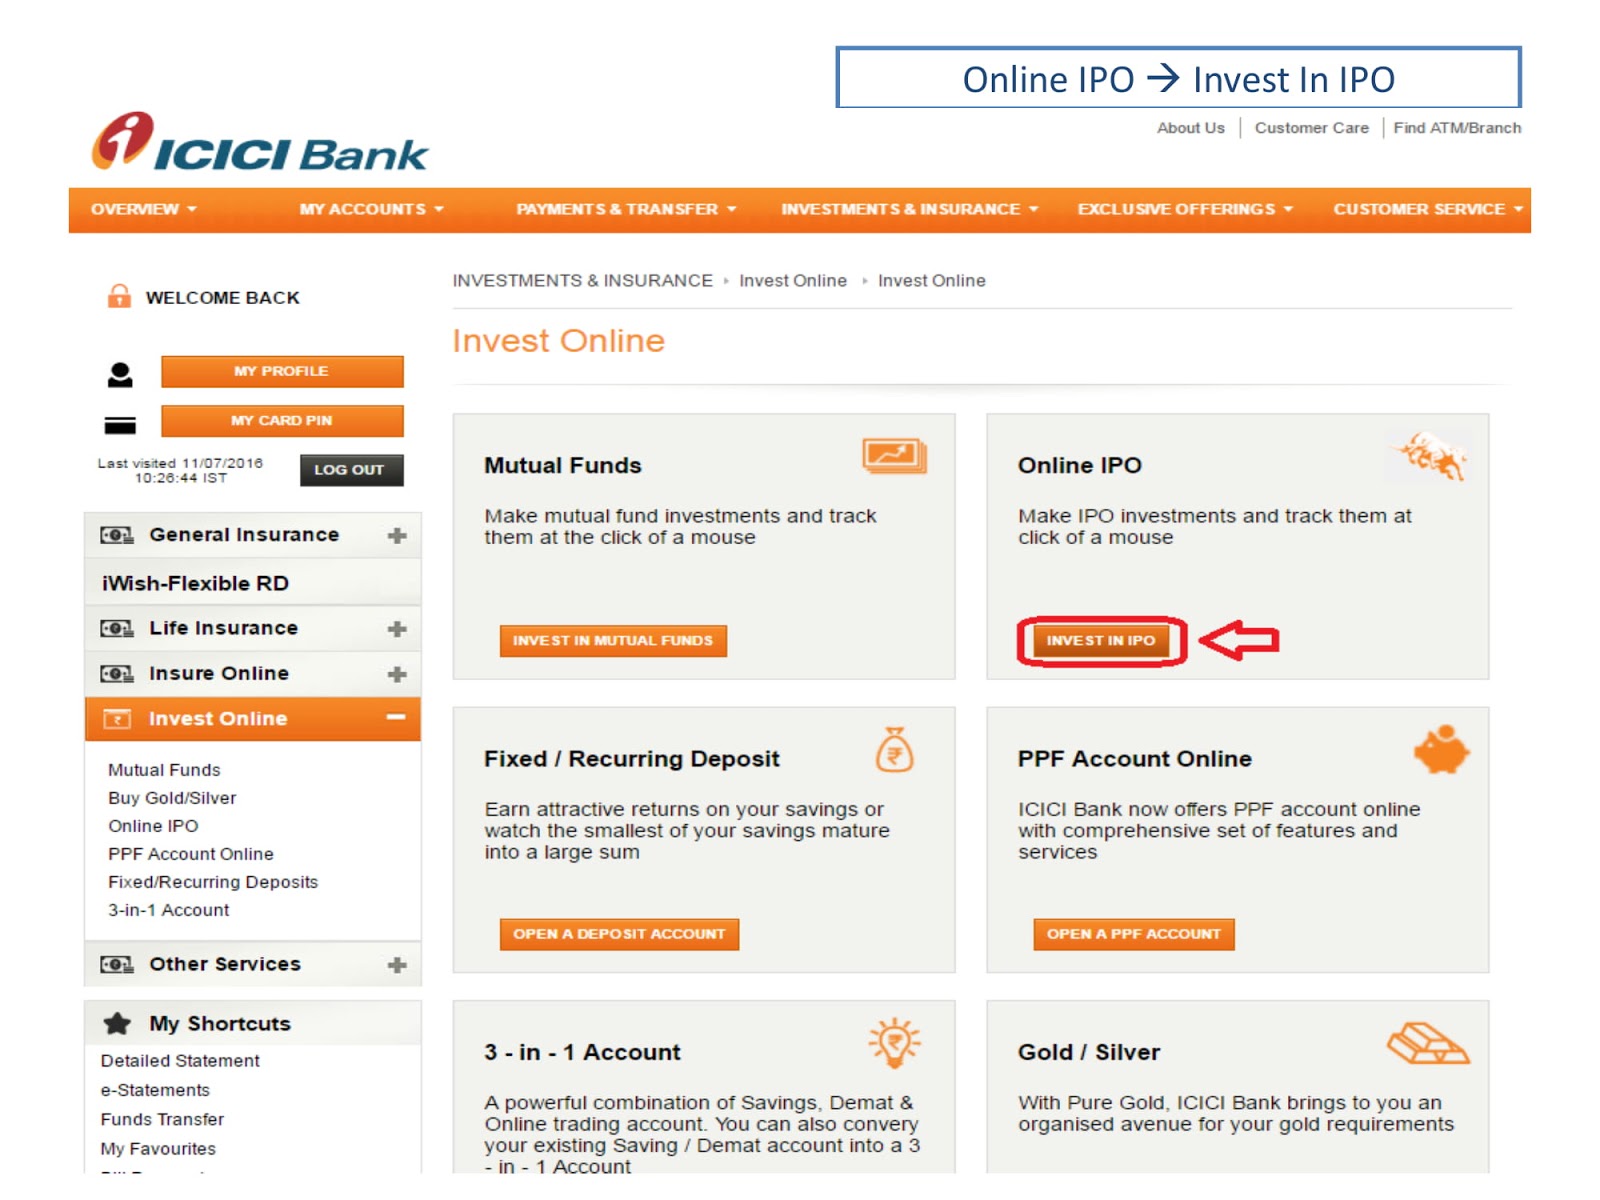 Online IPO → Invest In IPO
ICICI Bank
About Us
Customer Care
Find ATM/Branch
OVERVIEW
MY ACCOUNTS
PAYMENTS & TRANSFER
INVESTMENTS & INSURANCE
EXCLUSIVE OFFERINGS
CUSTOMER SERVICE
WELCOME BACK
MY PROFILE
MY CARD PIN
Last visited 11/07/2016
10:26:44 IST
LOG OUT
General Insurance
iWish-Flexible RD
Life Insurance
Insure Online
Invest Online
Mutual Funds
Buy Gold/Silver
Online IPO
PPF Account Online
Fixed/Recurring Deposits
3-in-1 Account
Other Services
My Shortcuts
Detailed Statement
e-Statements
Funds Transfer
My Favourites
INVESTMENTS & INSURANCE › Invest Online › Invest Online
Invest Online
Mutual Funds
Make mutual fund investments and track
them at the click of a mouse
INVEST IN MUTUAL FUNDS
Online IPO
Make IPO investments and track them at
click of a mouse
INVEST IN IPO
Fixed / Recurring Deposit
Earn attractive returns on your savings or
watch the smallest of your savings mature
into a large sum
OPEN A DEPOSIT ACCOUNT
PPF Account Online
ICICI Bank now offers PPF account online
with comprehensive set of features and
services
OPEN A PPF ACCOUNT
3 - in - 1 Account
A powerful combination of Savings, Demat &
Online trading account. You can also convery
your existing Saving / Demat account into a 3
- in - 1 Account
Gold / Silver
With Pure Gold, ICICI Bank brings to you an
organised avenue for your gold requirements